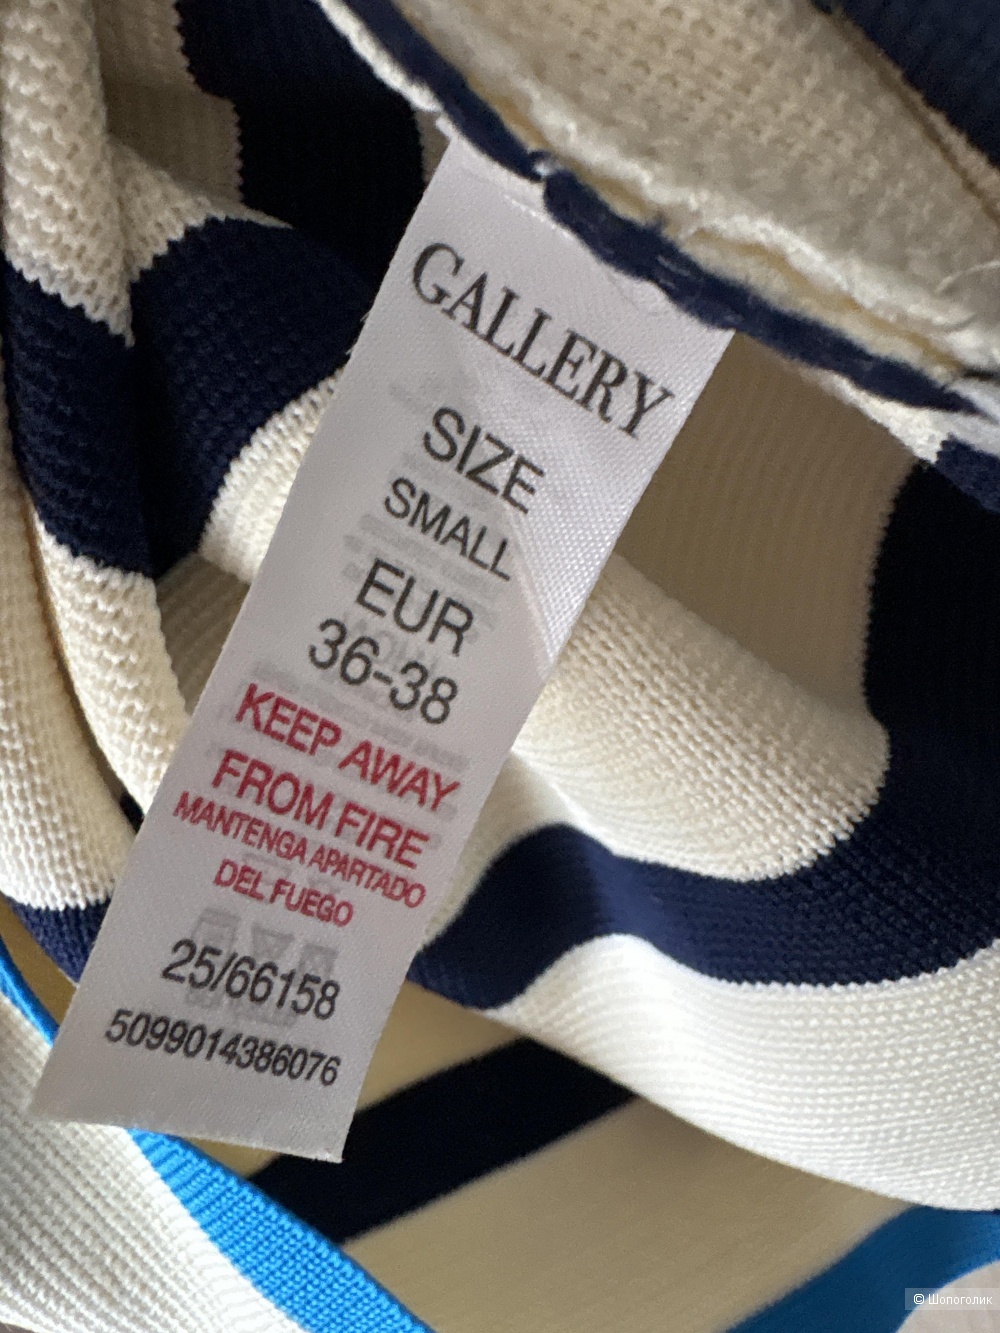 GALLERY
SIZE
SMALL
EUR
36-38
KEEP AWAY
FROM FIRE
MANTENGA APARTADO
DEL FUEGO
25/66158
5099014386076
© Шопоголик